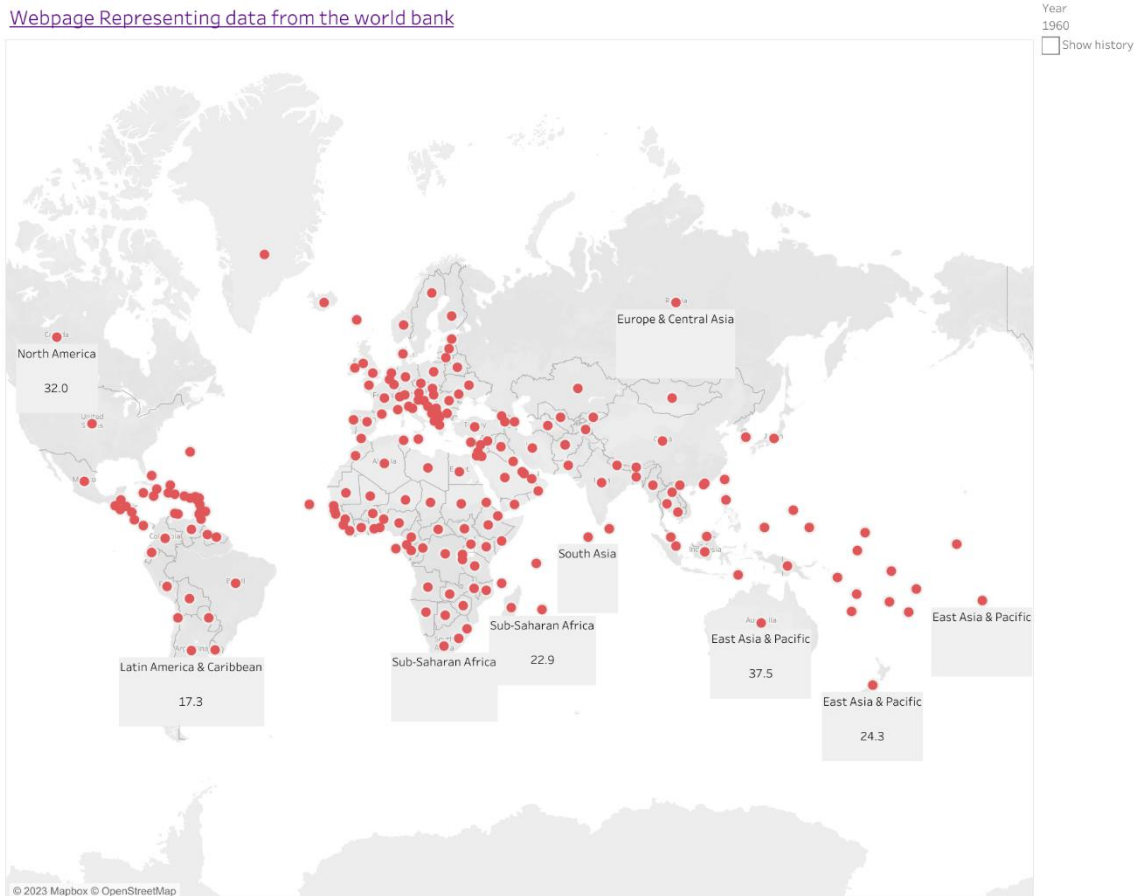 Webpage Representing data from the world bank
Year
1960
Show history
Europe & Central Asia
North America
32.0
United
South Asia
Sub-Saharan Africa
22.9
East Asia & Pacific
East Asia & Pacific
37.5
Sub-Saharan Africa
Latin America & Caribbean
17.3
East Asia & Pacific
24.3
© 2023 Mapbox © OpenStreetMap